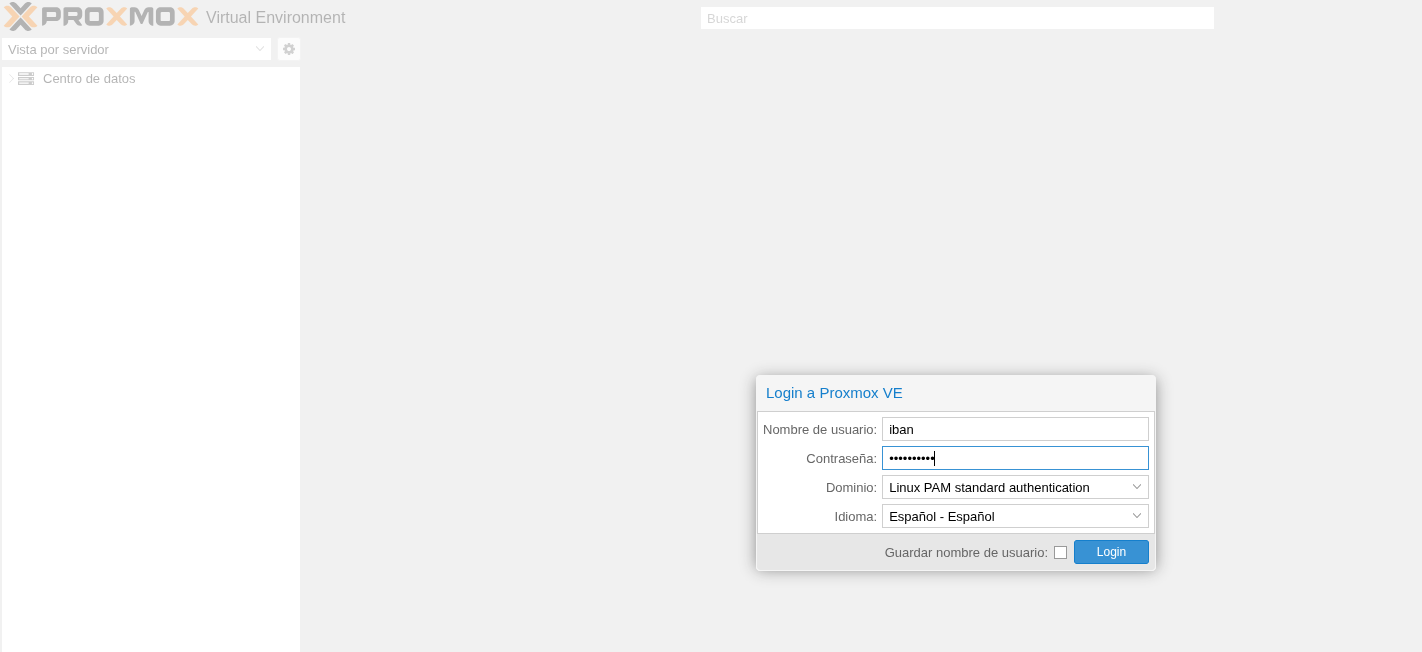 PROXMOX Virtual Environment
Buscar
Vista por servidor
Centro de datos
Login a Proxmox VE
Nombre de usuario: iban
Contraseña: ••••••••••
Dominio: Linux PAM standard authentication
Idioma: Español - Español
Guardar nombre de usuario: Login